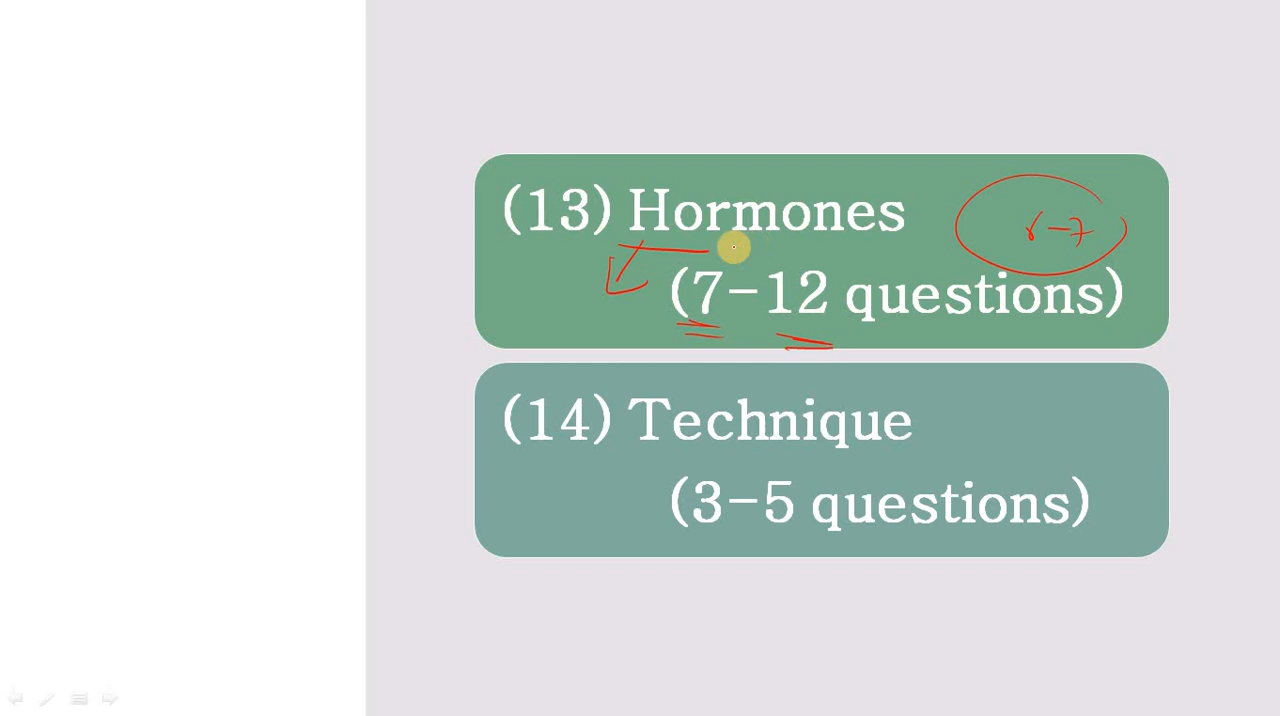 (13) Hormones
(7-12 questions)
(14) Technique
(3-5 questions)